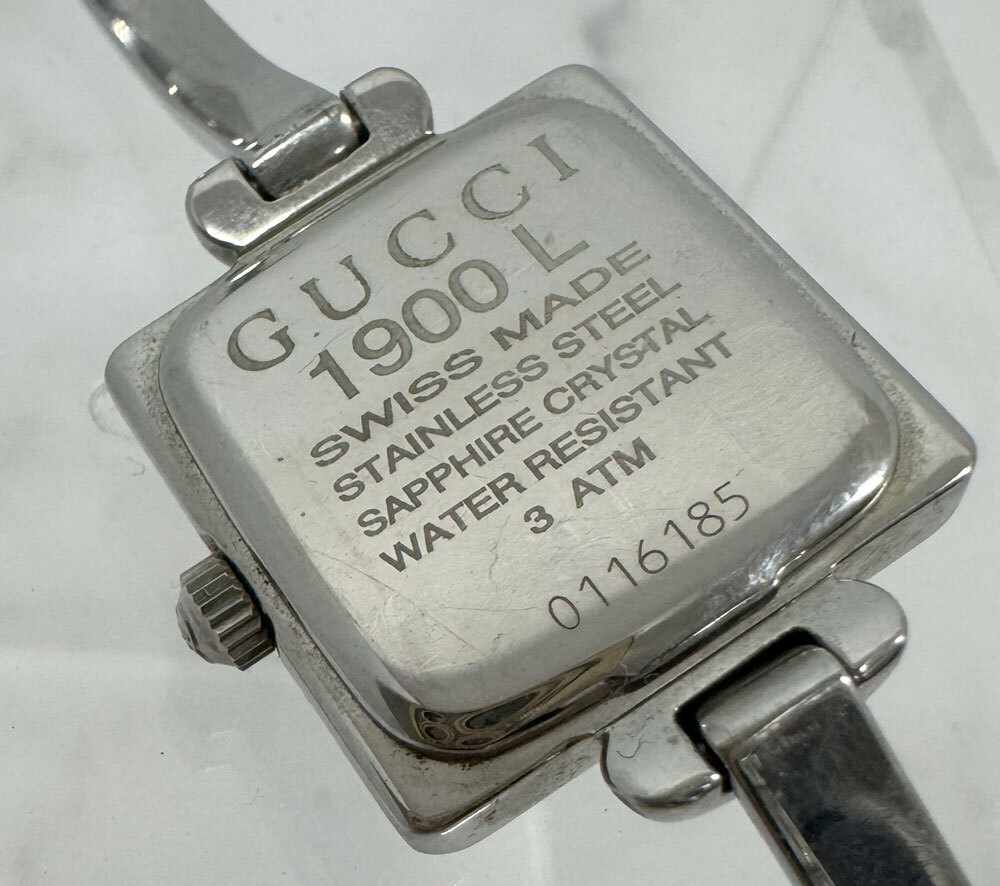 GUCCI
1900 L
SWISS MADE
STAINLESS STEEL
SAPPHIRE CRYSTAL
WATER RESISTANT
3 ATM
0116185